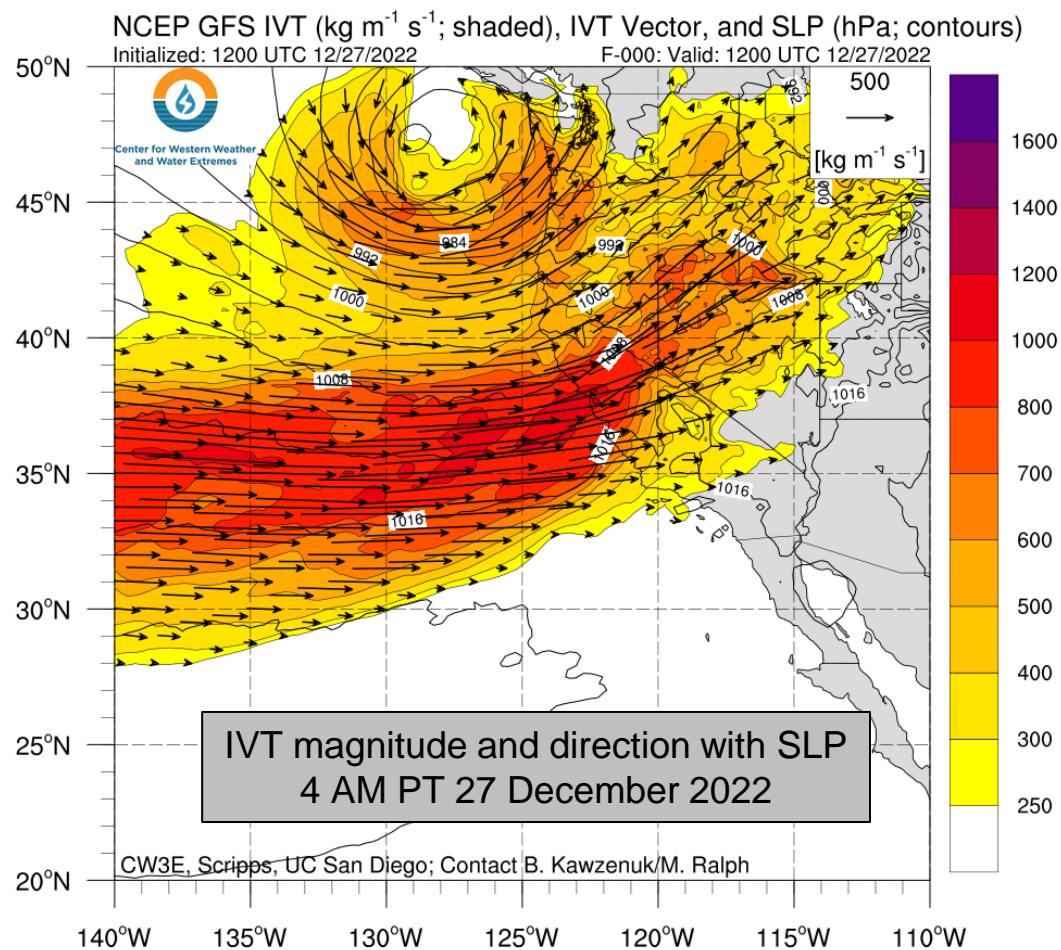 NCEP GFS IVT (kg m⁻¹ s⁻¹; shaded), IVT Vector, and SLP (hPa; contours)
Initialized: 1200 UTC 12/27/2022
F-000: Valid: 1200 UTC 12/27/2022
50°N
45°N
40°N
35°N
30°N
25°N
20°N
Center for Western Weather
and Water Extremes
500
[kg m⁻¹ s⁻¹]
992
1000
984
992
992
1000
1000
1000
1008
1008
1008
1016
1016
1016
1016
1600
1400
1200
1000
800
700
600
500
400
300
250
IVT magnitude and direction with SLP
4 AM PT 27 December 2022
CW3E, Scripps, UC San Diego; Contact B. Kawzenuk/M. Ralph
140°W
135°W
130°W
125°W
120°W
115°W
110°W